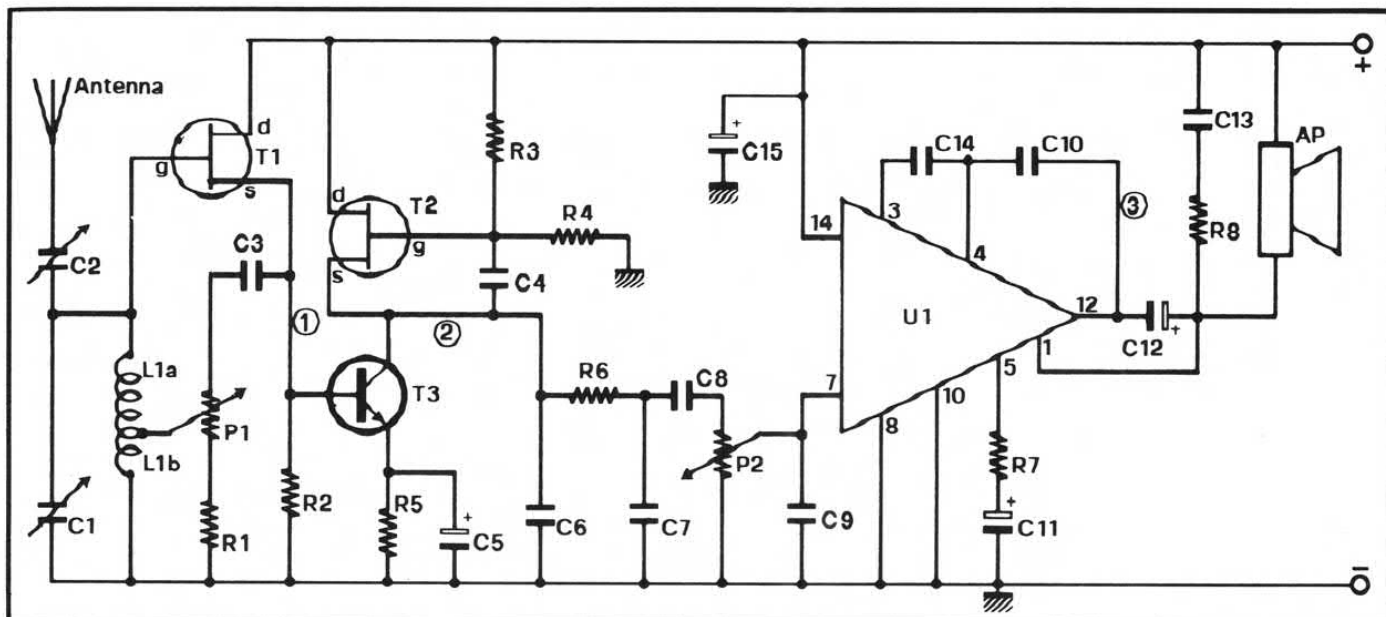 +
Antenna
d
C13
AP
R3
+
C15
C14
C10
T1
g
s
d
T2
R4
3
③
R8
14
g
s
C3
4
C2
C4
U1
12
①
②
C12
+
1
L1a
C8
5
T3
R6
7
10
P1
8
L1b
P2
R7
R2
R5
+
+
C1
R1
C5
C6
C7
C9
C11
−